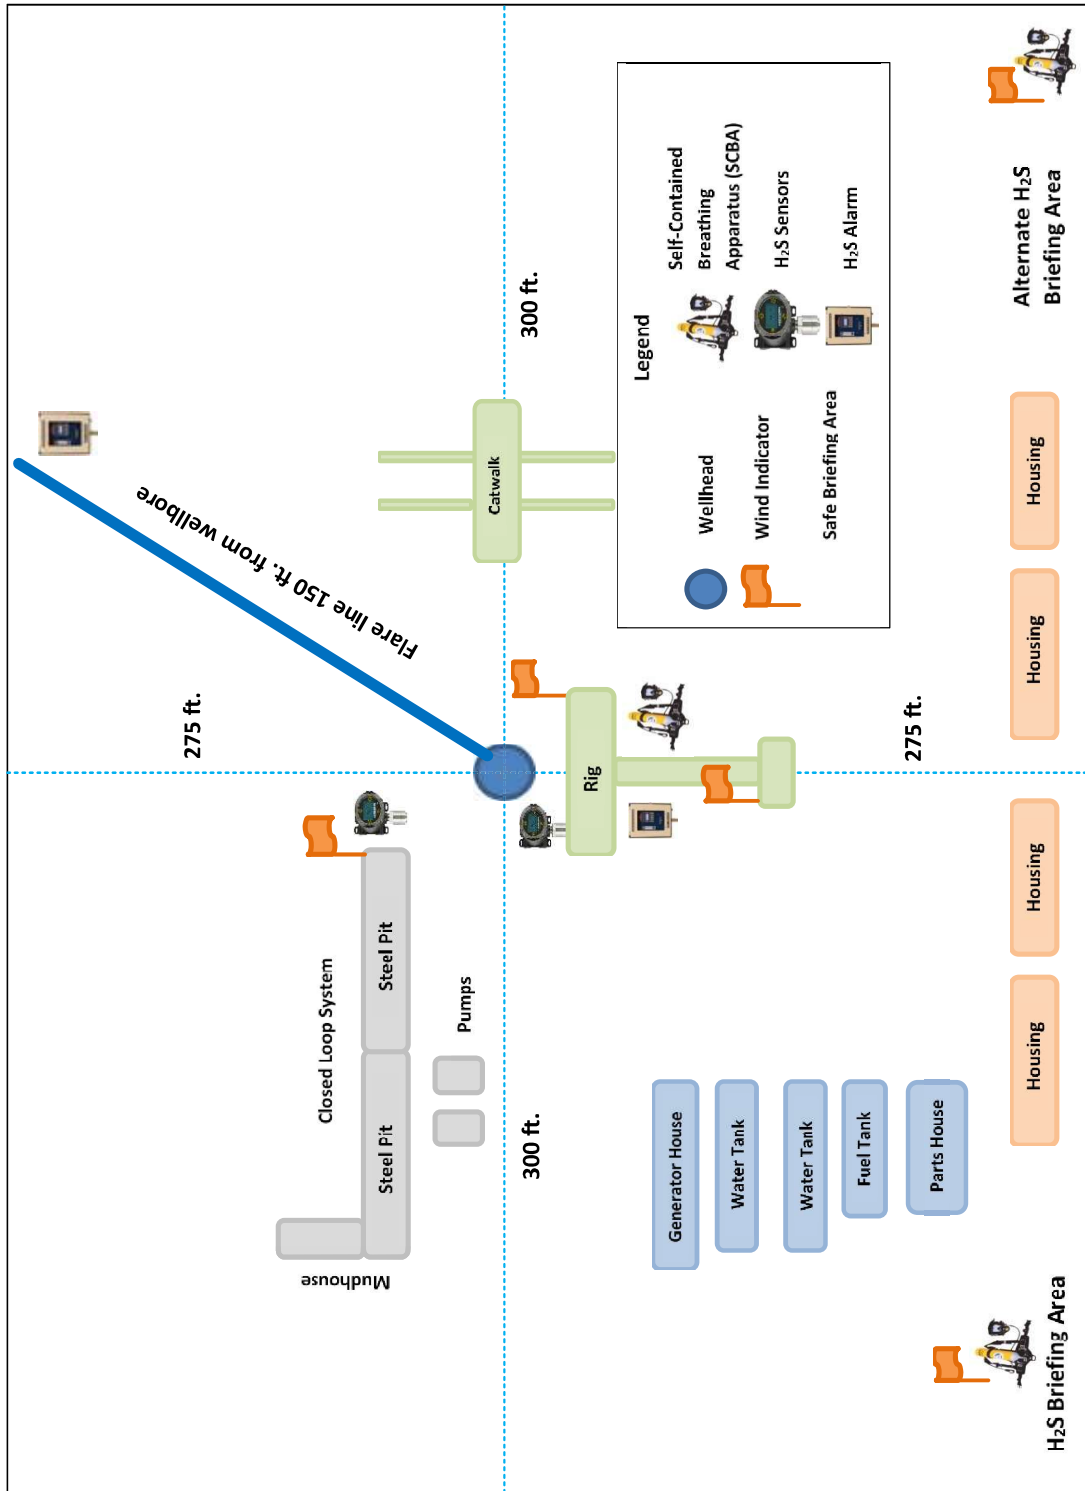 275 ft.
Flare line 150 ft. from wellbore
Mudhouse
Closed Loop System
Steel Pit
Steel Pit
Pumps
Catwalk
300 ft.
300 ft.
Rig
Legend
Wellhead
Wind Indicator
Safe Briefing Area
Self-Contained
Breathing
Apparatus (SCBA)
H₂S Sensors
H₂S Alarm
Generator House
Water Tank
Water Tank
Fuel Tank
Parts House
275 ft.
Housing
Housing
Housing
Housing
H₂S Briefing Area
Alternate H₂S
Briefing Area